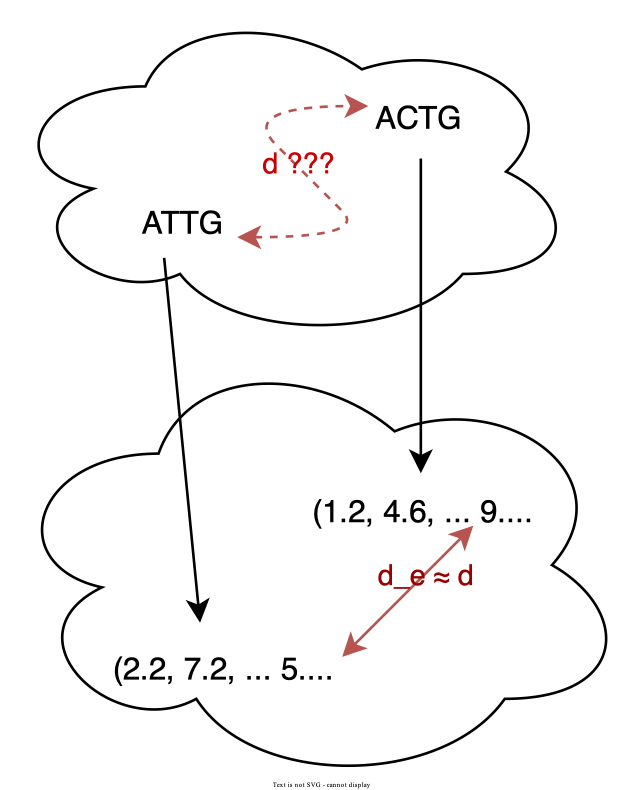 ACTG
d ???
ATTG
(1.2, 4.6, ... 9....
d_e ≈ d
(2.2, 7.2, ... 5....
Text is not SVG - cannot display